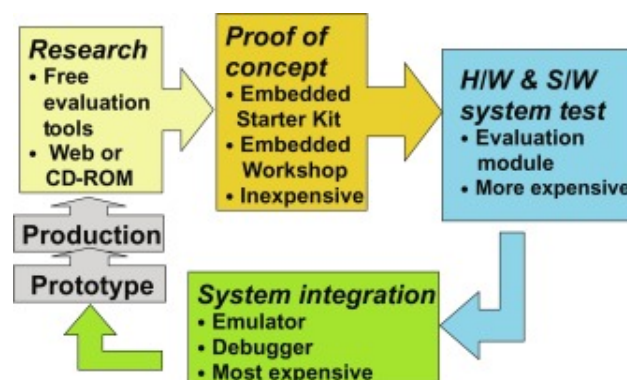 Research
• Free
evaluation
tools
• Web or
CD-ROM
Proof of
concept
• Embedded
Starter Kit
• Embedded
Workshop
• Inexpensive
H/W & S/W
system test
• Evaluation
module
• More expensive
System integration
• Emulator
• Debugger
• Most expensive
Prototype
Production